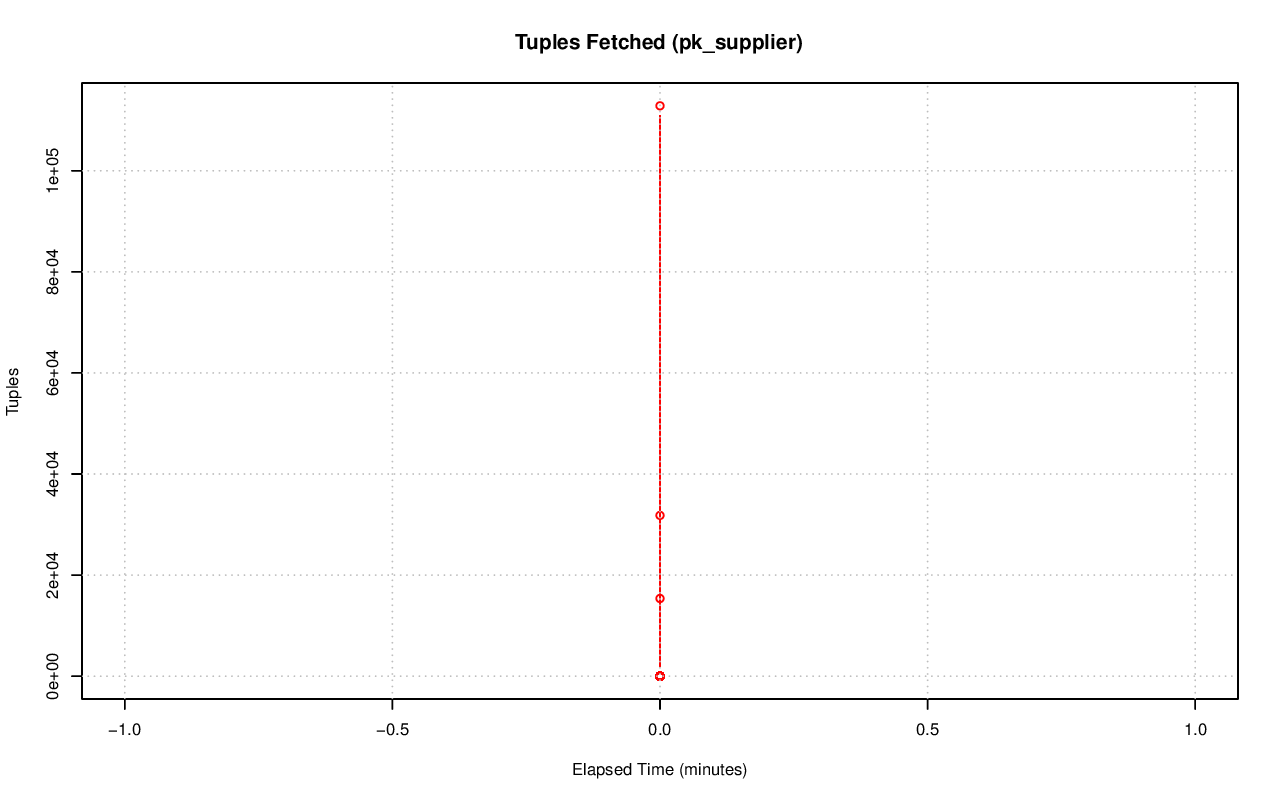 Tuples Fetched (pk_supplier)
1e+05
8e+04
6e+04
4e+04
2e+04
0e+00
Tuples
−1.0
−0.5
0.0
0.5
1.0
Elapsed Time (minutes)